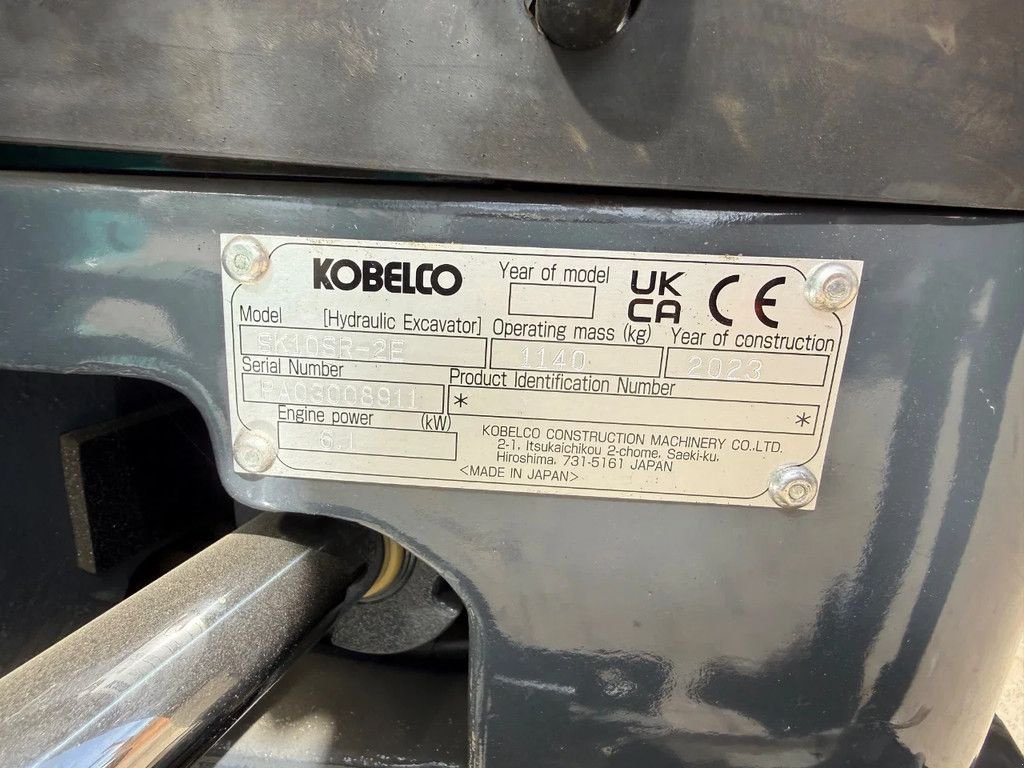 KOBELCO
Year of model
UK
CA
CE
Model [Hydraulic Excavator]
SK10SR-2E
Operating mass (kg)
1140
Year of construction
2023
Serial Number
PA03008911
Product Identification Number
* *
Engine power (kW)
6.1
KOBELCO CONSTRUCTION MACHINERY CO.,LTD.
2-1, Itsukaichikou 2-chome, Saeki-ku,
Hiroshima, 731-5161 JAPAN
<MADE IN JAPAN>